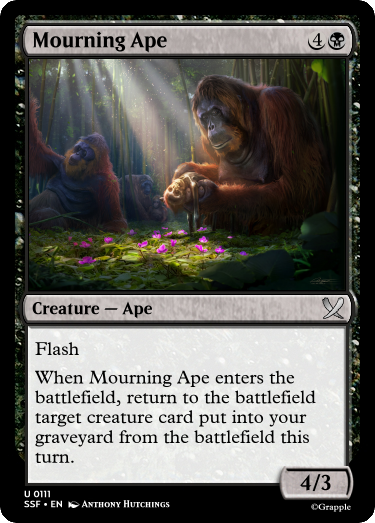 Mourning Ape 4
Creature — Ape
Flash
When Mourning Ape enters the
battlefield, return to the battlefield
target creature card put into your
graveyard from the battlefield this
turn.
4/3
U 0111
SSF • EN Anthony Hutchings
©Grapple